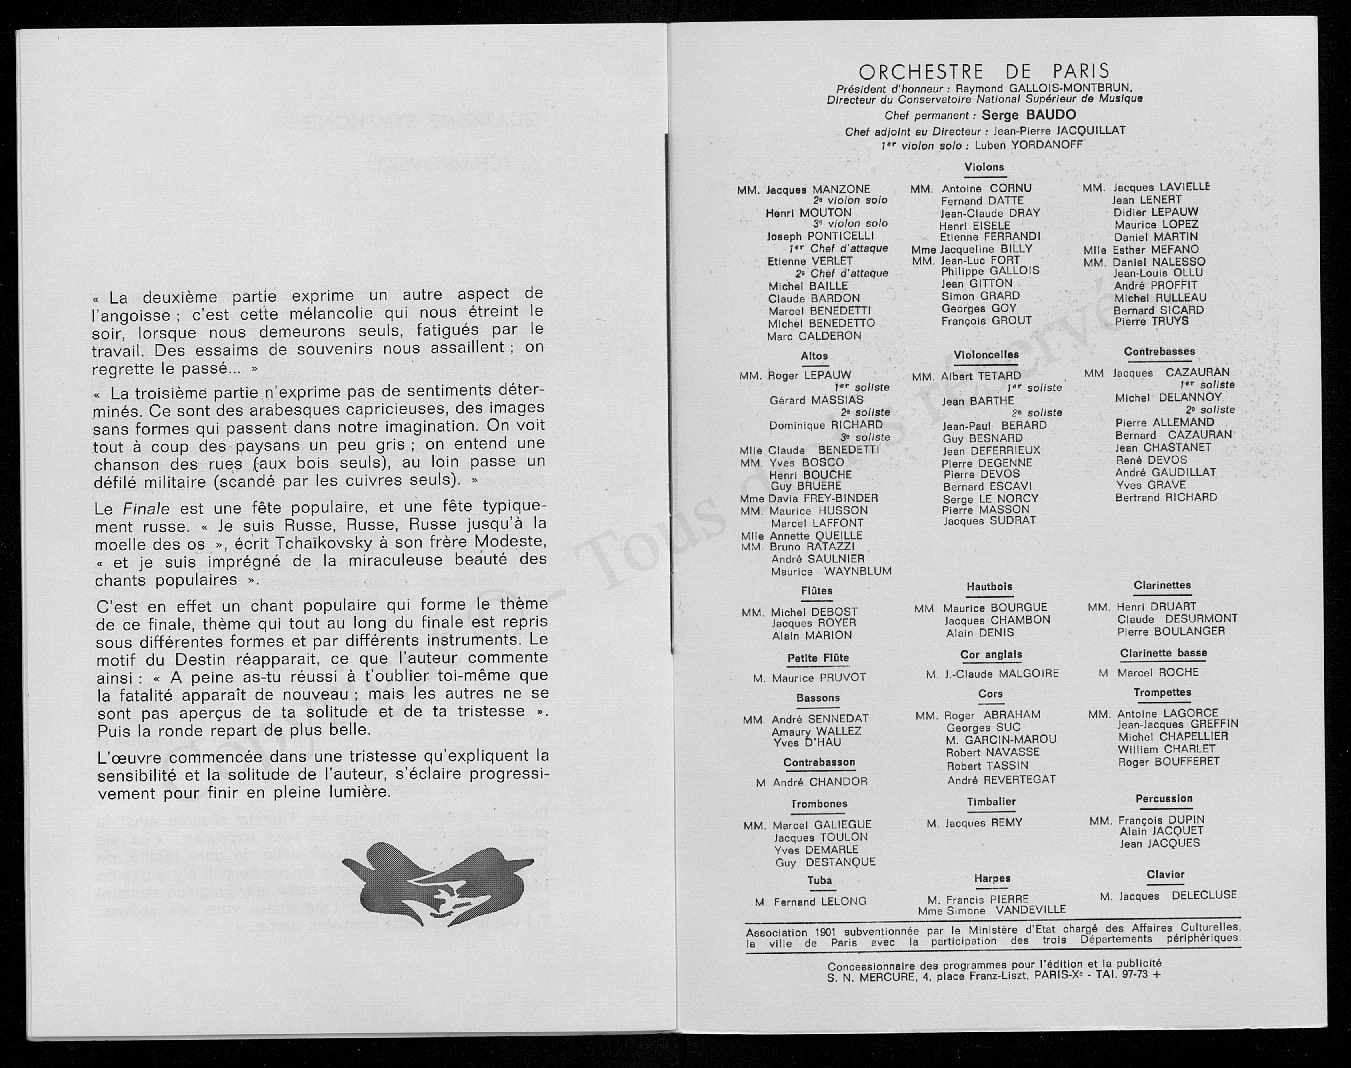 « La deuxième partie exprime un autre aspect de
l'angoisse ; c'est cette mélancolie qui nous étreint le
soir, lorsque nous demeurons seuls, fatigués par le
travail. Des essaims de souvenirs nous assaillent ; on
regrette le passé... »
« La troisième partie n'exprime pas de sentiments déter-
minés. Ce sont des arabesques capricieuses, des images
sans formes qui passent dans notre imagination. On voit
tout à coup des paysans un peu gris ; on entend une
chanson des rues (aux bois seuls), au loin passe un
défilé militaire (scandé par les cuivres seuls). »
Le Finale est une fête populaire, et une fête typique-
ment russe. « Je suis Russe, Russe, Russe jusqu'à la
moelle des os », écrit Tchaïkovsky à son frère Modeste,
« et je suis imprégné de la miraculeuse beauté des
chants populaires ».
C'est en effet un chant populaire qui forme le thème
de ce finale, thème qui tout au long du finale est repris
sous différentes formes et par différents instruments. Le
motif du Destin réapparait, ce que l'auteur commente
ainsi : « A peine as-tu réussi à t'oublier toi-même que
la fatalité apparaît de nouveau ; mais les autres ne se
sont pas aperçus de ta solitude et de ta tristesse ».
Puis la ronde repart de plus belle.
L'œuvre commencée dans une tristesse qu'expliquent la
sensibilité et la solitude de l'auteur, s'éclaire progressi-
vement pour finir en pleine lumière.
ORCHESTRE DE PARIS
Président d'honneur : Raymond GALLOIS-MONTBRUN,
Directeur du Conservatoire National Supérieur de Musique
Chef permanent : Serge BAUDO
Chef adjoint au Directeur : Jean-Pierre JACQUILLAT
1er violon solo : Luben YORDANOFF
Violons
MM. Jacques MANZONE
2e violon solo
Henri MOUTON
3e violon solo
Joseph PONTICELLI
1er Chef d'attaque
Etienne VERLET
2e Chef d'attaque
Michel BAILLE
Claude BARDON
Marcel BENEDETTI
Michel BENEDETTO
Marc CALDERON
MM. Antoine CORNU
Fernand DATTE
Jean-Claude DRAY
Henri EISELE
Etienne FERRANDI
Mme Jacqueline BILLY
MM. Jean-Luc FORT
Philippe GALLOIS
Jean GITTON
Simon GRARD
Georges GOY
François GROUT
MM. Jacques LAVIELLE
Jean LENERT
Didier LEPAUW
Maurice LOPEZ
Daniel MARTIN
Mlle Esther MEFANO
MM. Daniel NALESSO
Jean-Louis OLLU
André PROFFIT
Michel RULLEAU
Bernard SICARD
Pierre TRUYS
Altos
MM. Roger LEPAUW
1er soliste
Gérard MASSIAS
2e soliste
Dominique RICHARD
3e soliste
Mlle Claude BENEDETTI
MM. Yves BOSCO
Henri BOUCHE
Guy BRUERE
Mme Davia FREY-BINDER
MM. Maurice HUSSON
Marcel LAFFONT
Mlle Annette QUEILLE
MM. Bruno RATAZZI
André SAULNIER
Maurice WAYNBLUM
Violoncelles
MM. Albert TETARD
1er soliste
Jean BARTHE
2e soliste
Jean-Paul BERARD
Guy BESNARD
Jean DEFERRIEUX
Pierre DEGENNE
Pierre DEVOS
Bernard ESCAVI
Serge LE NORCY
Pierre MASSON
Jacques SUDRAT
Contrebasses
MM Jacques CAZAURAN
1er soliste
Michel DELANNOY
2e soliste
Pierre ALLEMAND
Bernard CAZAURAN
Jean CHASTANET
René DEVOS
André GAUDILLAT
Yves GRAVE
Bertrand RICHARD
Flûtes
MM. Michel DEBOST
Jacques ROYER
Alain MARION
Hautbois
MM. Maurice BOURGUE
Jacques CHAMBON
Alain DENIS
Clarinettes
MM. Henri DRUART
Claude DESURMONT
Pierre BOULANGER
Petite Flûte
M. Maurice PRUVOT
Cor anglais
M. J.-Claude MALGOIRE
Clarinette basse
M Marcel ROCHE
Bassons
MM. André SENNEDAT
Amaury WALLEZ
Yves D'HAU
Contrebasson
M André CHANDOR
Cors
MM. Roger ABRAHAM
Georges SUC
M. GARCIN-MAROU
Robert NAVASSE
Robert TASSIN
André REVERTEGAT
Trompettes
MM. Antoine LAGORCE
Jean-Jacques GREFFIN
Michel CHAPELLIER
William CHARLET
Roger BOUFFERET
Trombones
MM. Marcel GALIEGUE
Jacques TOULON
Yves DEMARLE
Guy DESTANQUE
Timbalier
M. Jacques REMY
Percussion
MM. François DUPIN
Alain JACQUET
Jean JACQUES
Tuba
M. Fernand LELONG
Harpes
M. Francis PIERRE
Mme Simone VANDEVILLE
Clavier
M. Jacques DELECLUSE
Association 1901 subventionnée par le Ministère d'Etat chargé des Affaires Culturelles,
la ville de Paris avec la participation des trois Départements périphériques.
Concessionnaire des programmes pour l'édition et la publicité
S. N. MERCURE, 4, place Franz-Liszt, PARIS-Xe - TAI. 97-73 +